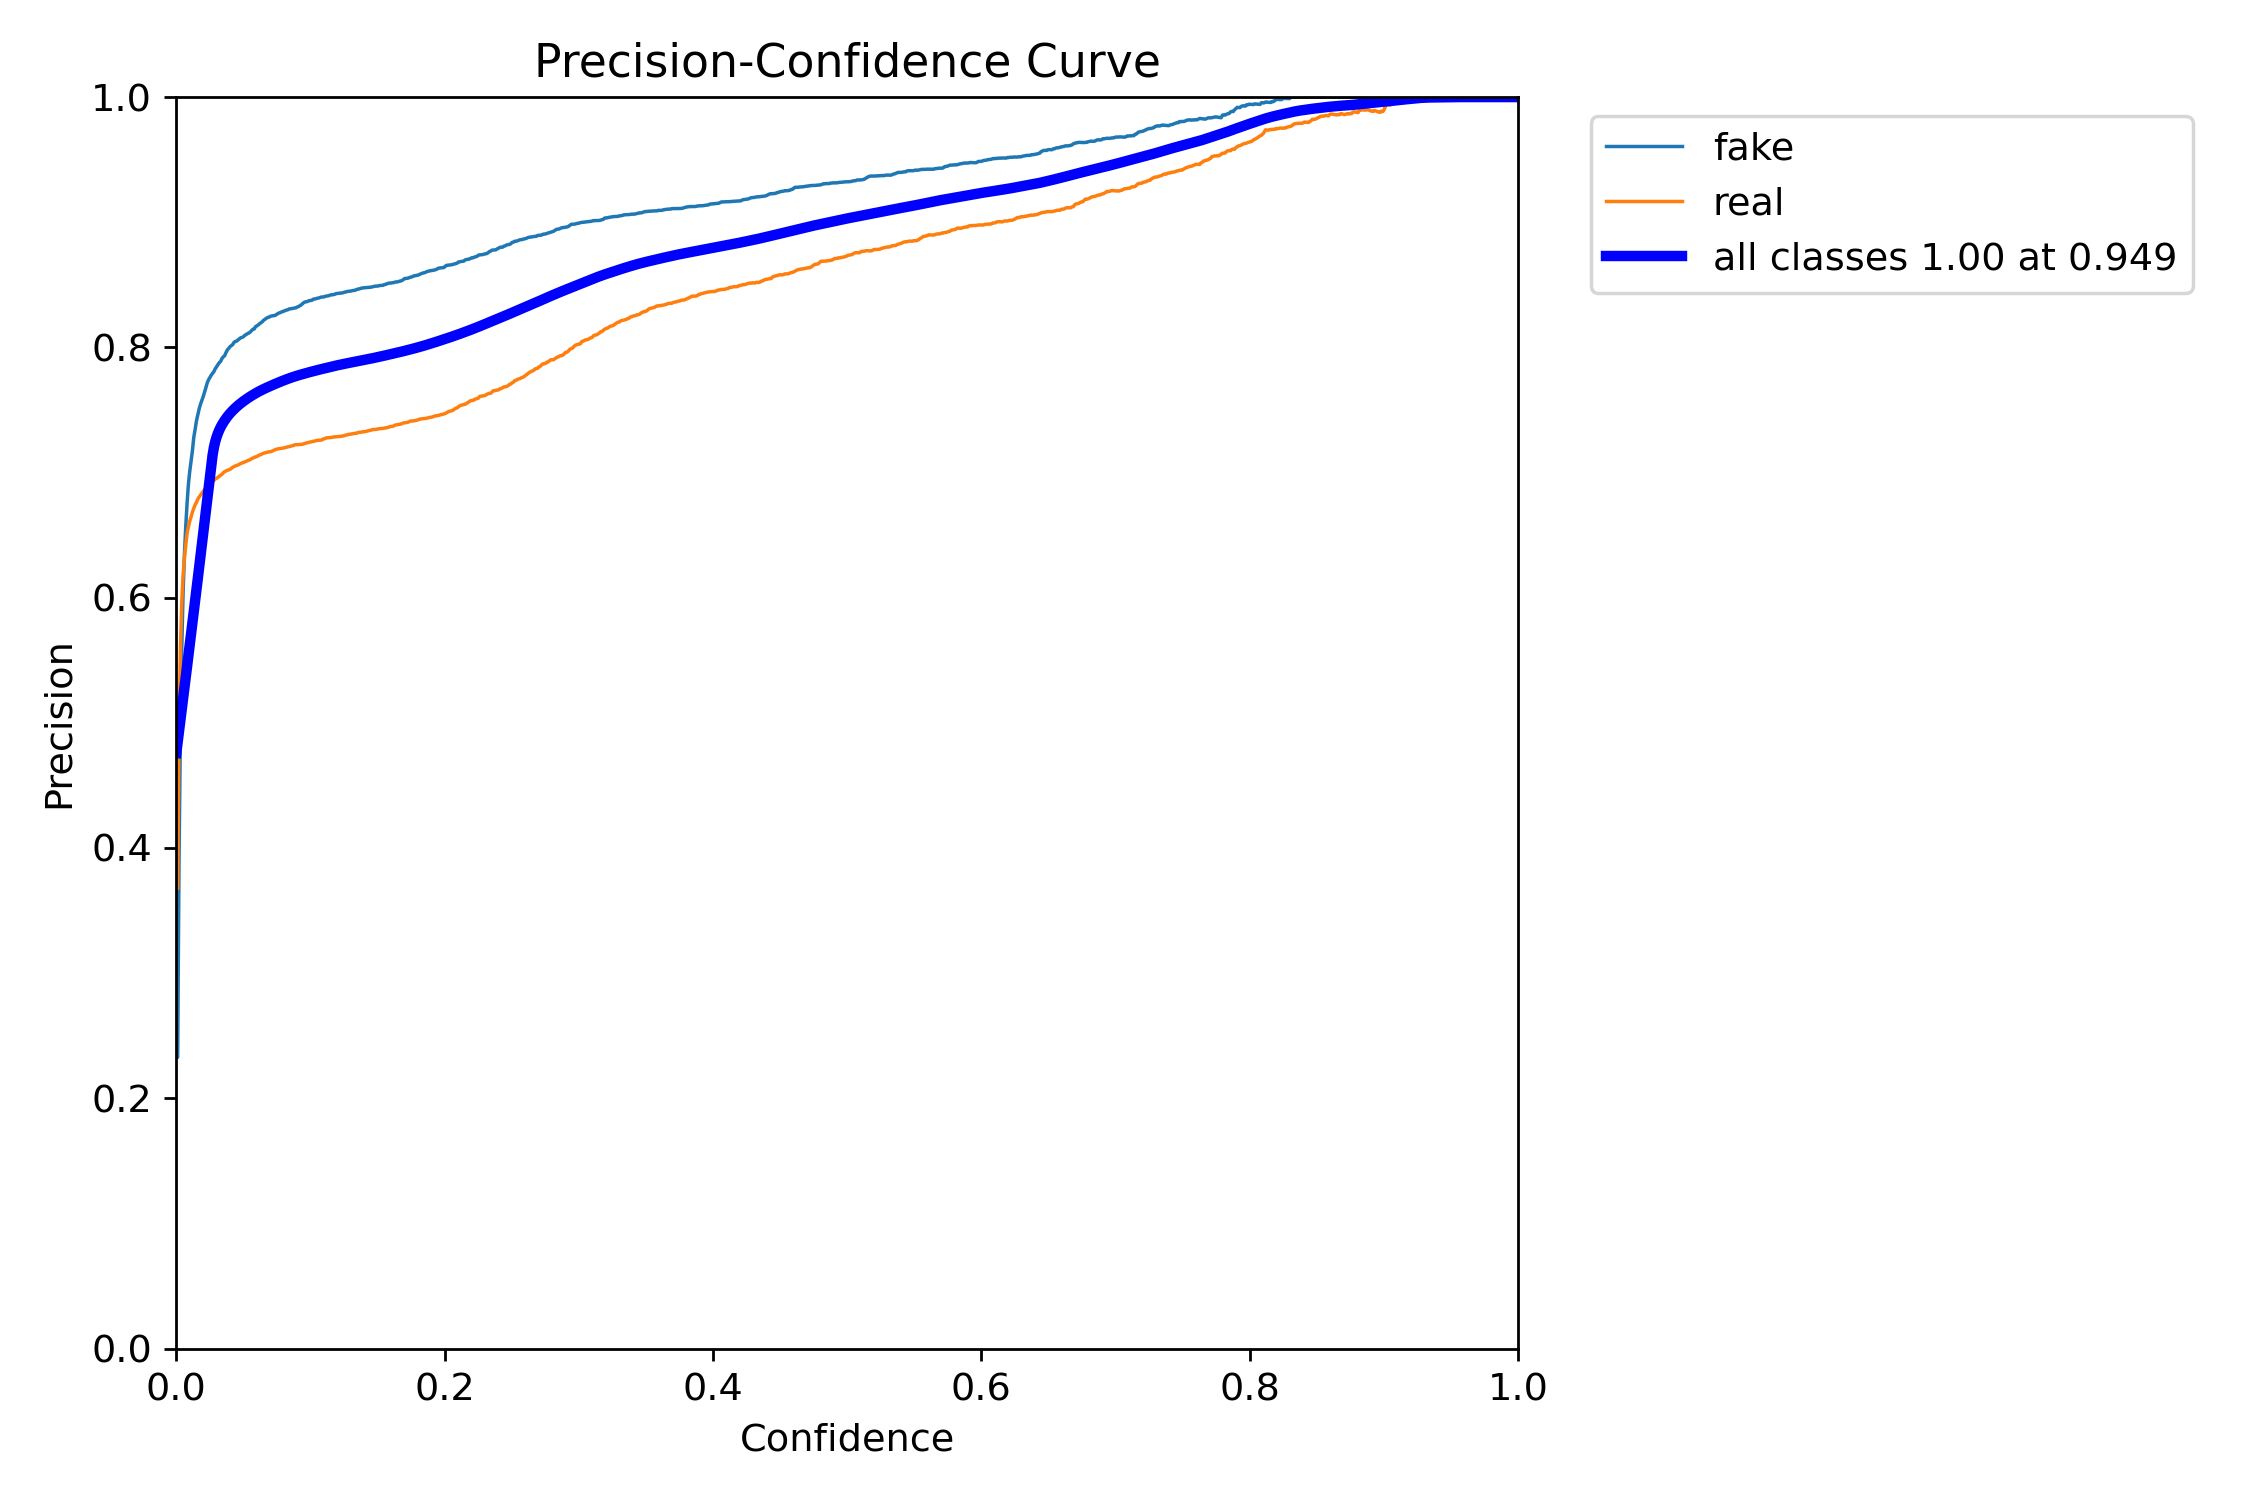 Precision-Confidence Curve
1.0
0.8
0.6
0.4
0.2
0.0
Precision
0.0 0.2 0.4 0.6 0.8 1.0
Confidence
fake
real
all classes 1.00 at 0.949